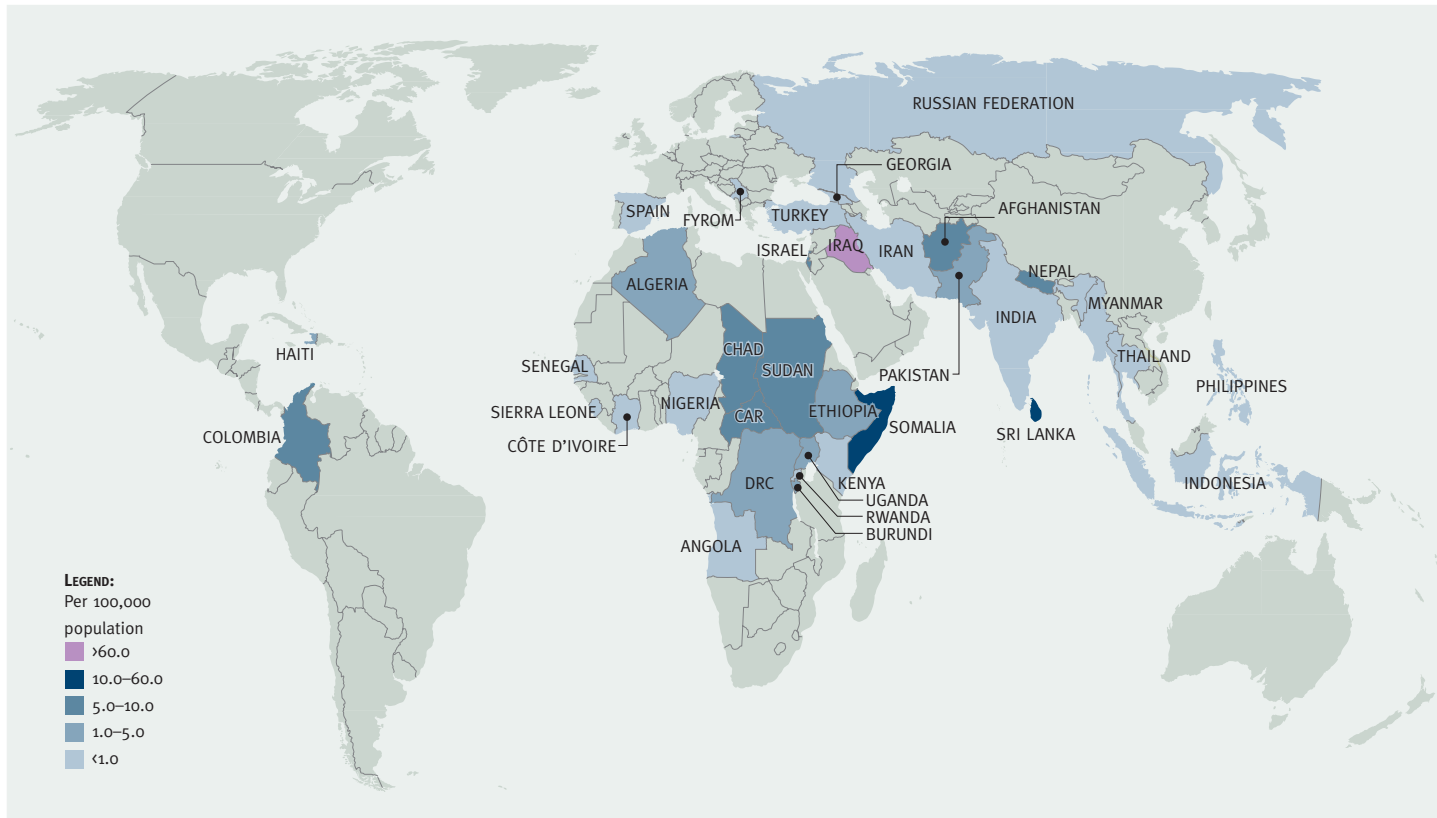 RUSSIAN FEDERATION
GEORGIA
AFGHANISTAN
SPAIN
FYROM
TURKEY
ISRAEL
IRAQ
IRAN
NEPAL
ALGERIA
MYANMAR
INDIA
HAITI
CHAD
SUDAN
SENEGAL
THAILAND
PAKISTAN
PHILIPPINES
NIGERIA
SIERRA LEONE
CAR
ETHIOPIA
SOMALIA
SRI LANKA
COLOMBIA
CÔTE D'IVOIRE
DRC
KENYA
INDONESIA
UGANDA
RWANDA
BURUNDI
ANGOLA
LEGEND:
Per 100,000
population
>60.0
10.0–60.0
5.0–10.0
1.0–5.0
<1.0